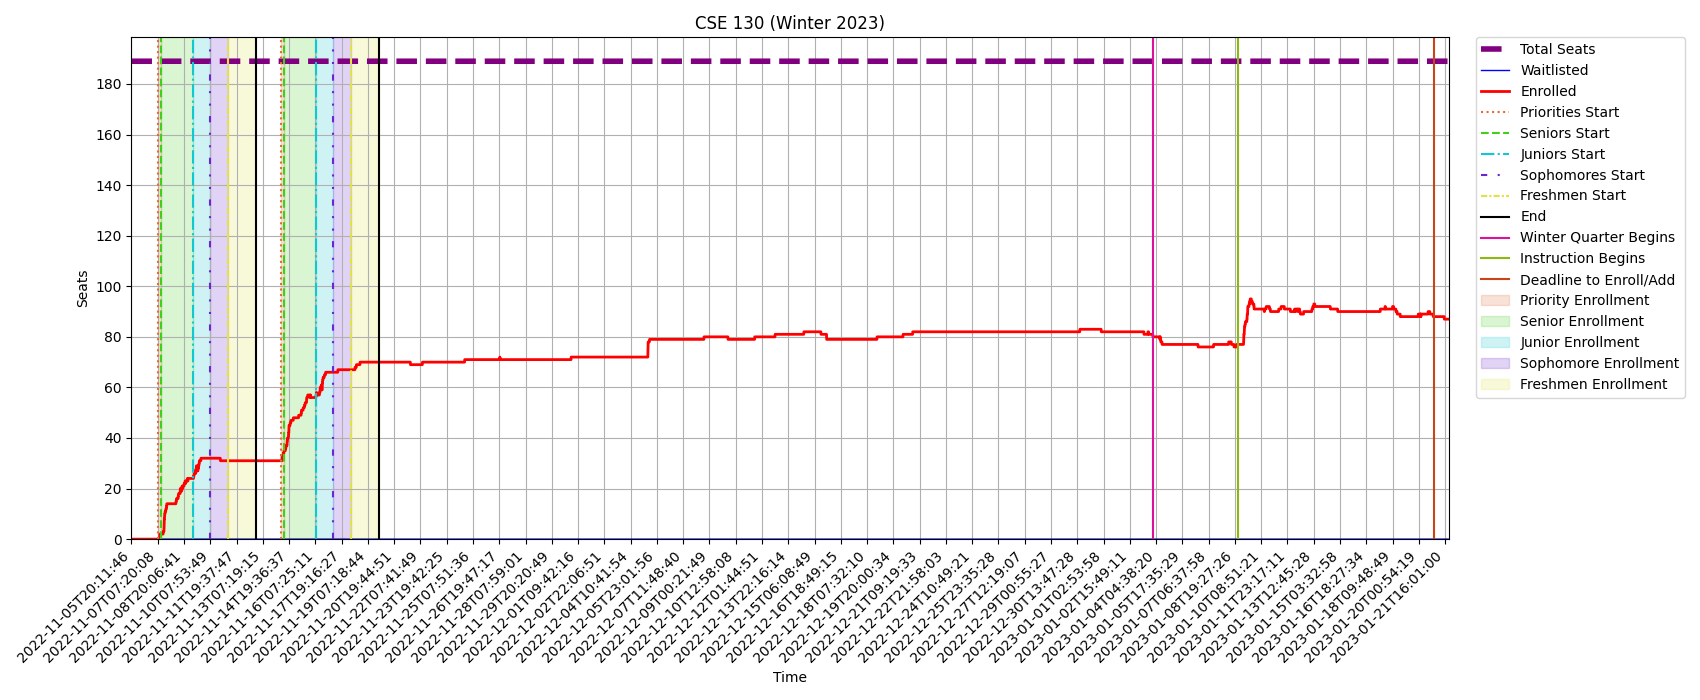 CSE 130 (Winter 2023)
Seats
180
160
140
120
100
80
60
40
20
0
2022-11-05T20:11:46
2022-11-07T07:20:08
2022-11-08T20:06:41
2022-11-10T07:53:49
2022-11-11T19:37:47
2022-11-13T07:19:15
2022-11-14T19:36:37
2022-11-16T07:25:11
2022-11-17T19:16:27
2022-11-19T07:18:44
2022-11-20T19:44:51
2022-11-22T07:41:49
2022-11-23T19:42:25
2022-11-25T07:51:36
2022-11-26T19:47:17
2022-11-28T07:59:01
2022-11-29T20:20:49
2022-12-01T09:42:16
2022-12-02T22:06:51
2022-12-04T10:41:54
2022-12-05T23:01:56
2022-12-07T11:48:40
2022-12-09T00:21:49
2022-12-10T12:58:08
2022-12-12T01:44:51
2022-12-13T22:16:14
2022-12-15T06:08:49
2022-12-16T18:49:15
2022-12-18T07:32:10
2022-12-19T20:00:34
2022-12-21T09:19:33
2022-12-22T21:58:03
2022-12-24T10:49:21
2022-12-25T23:35:28
2022-12-27T12:19:07
2022-12-29T00:55:27
2022-12-30T13:47:28
2023-01-01T02:53:58
2023-01-02T15:49:11
2023-01-04T04:38:20
2023-01-05T17:35:29
2023-01-07T06:37:58
2023-01-08T19:27:26
2023-01-10T08:51:21
2023-01-11T23:17:11
2023-01-13T12:45:28
2023-01-15T03:32:58
2023-01-16T18:27:34
2023-01-18T09:48:49
2023-01-20T00:54:19
2023-01-21T16:01:00
Time
Total Seats
Waitlisted
Enrolled
Priorities Start
Seniors Start
Juniors Start
Sophomores Start
Freshmen Start
End
Winter Quarter Begins
Instruction Begins
Deadline to Enroll/Add
Priority Enrollment
Senior Enrollment
Junior Enrollment
Sophomore Enrollment
Freshmen Enrollment